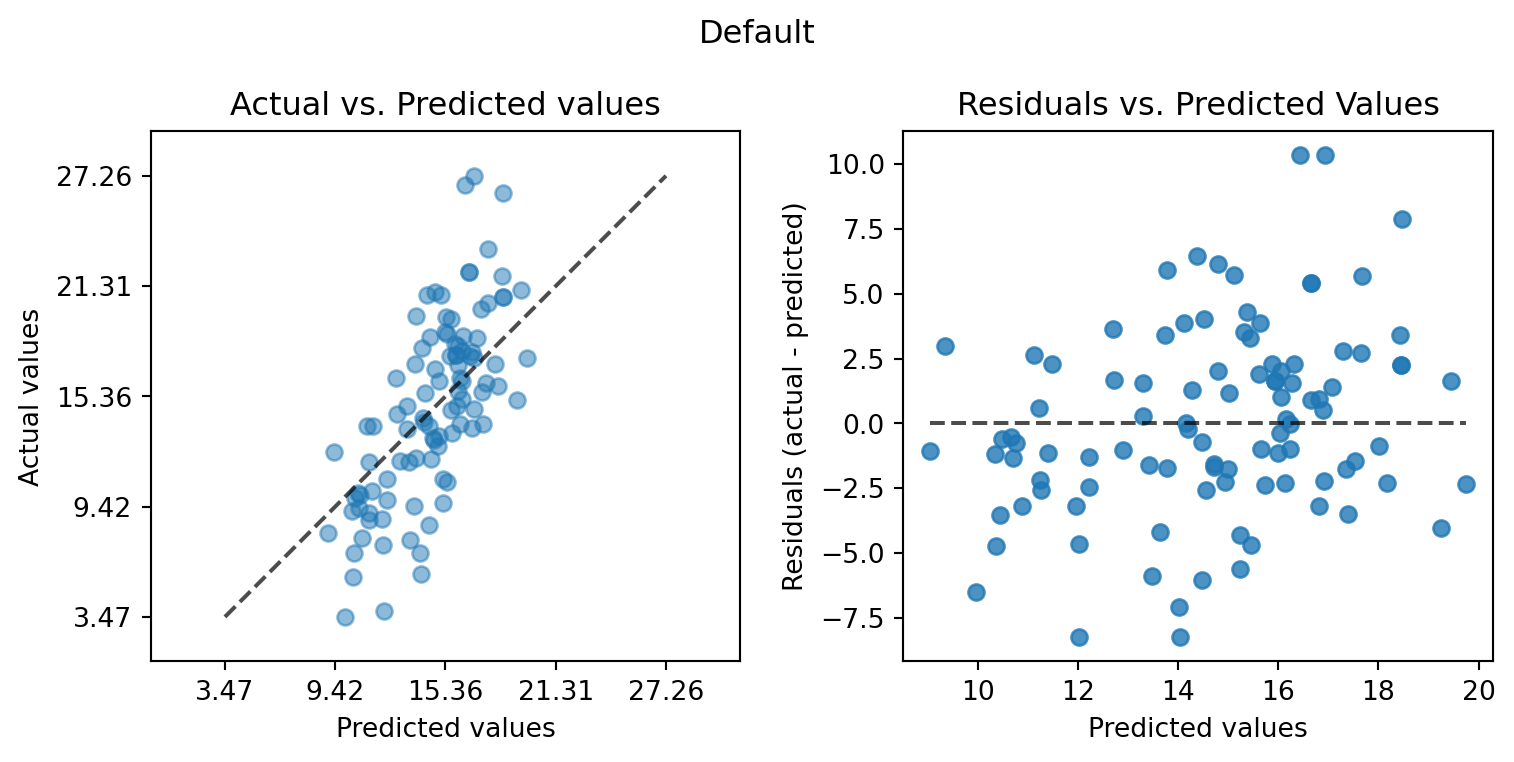 Default
Actual vs. Predicted values
27.26
21.31
15.36
9.42
3.47
Actual values
3.47 9.42 15.36 21.31 27.26
Predicted values
Residuals vs. Predicted Values
10.0
7.5
5.0
2.5
0.0
−2.5
−5.0
−7.5
Residuals (actual - predicted)
10 12 14 16 18 20
Predicted values